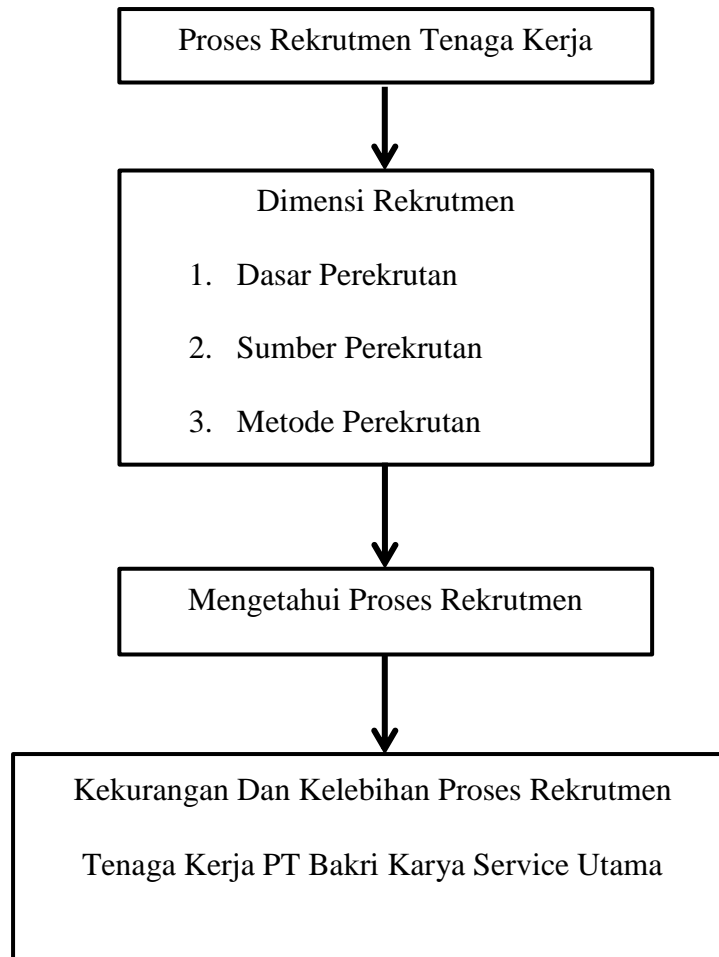 Proses Rekrutmen Tenaga Kerja
Dimensi Rekrutmen
1. Dasar Perekrutan
2. Sumber Perekrutan
3. Metode Perekrutan
Mengetahui Proses Rekrutmen
Kekurangan Dan Kelebihan Proses Rekrutmen
Tenaga Kerja PT Bakri Karya Service Utama